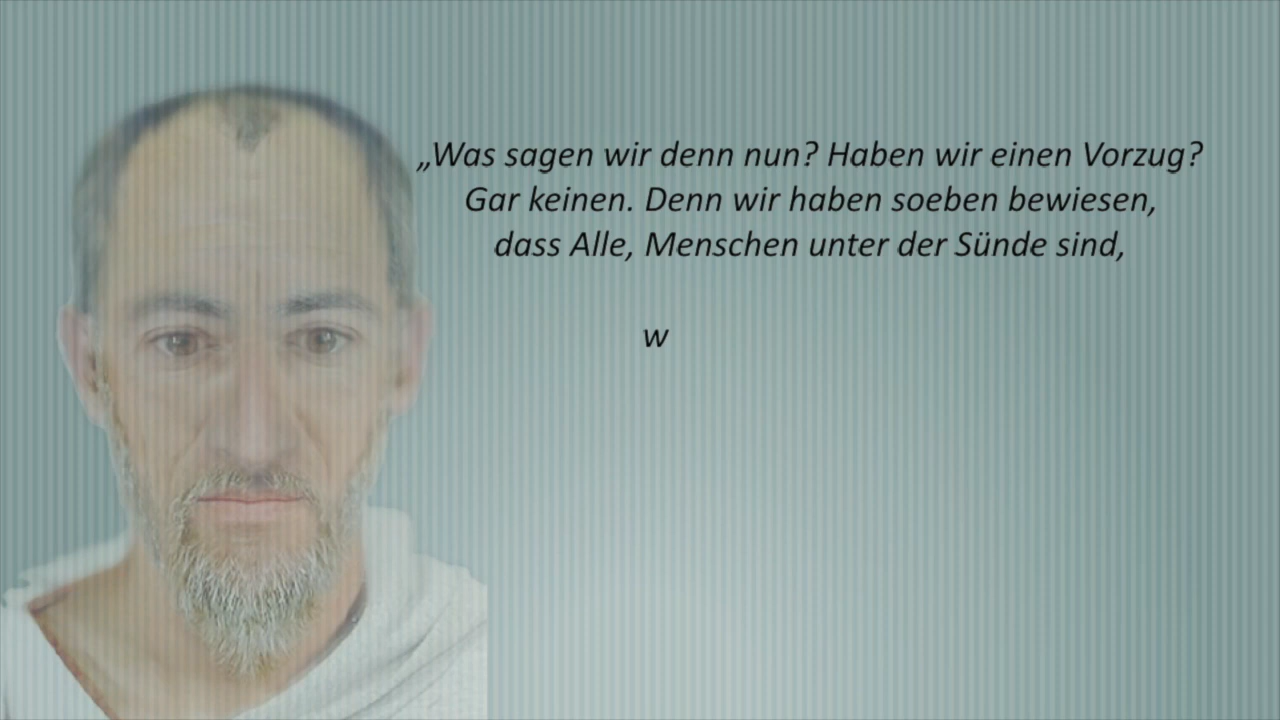 „Was sagen wir denn nun? Haben wir einen Vorzug?
Gar keinen. Denn wir haben soeben bewiesen,
dass Alle, Menschen unter der Sünde sind,
w